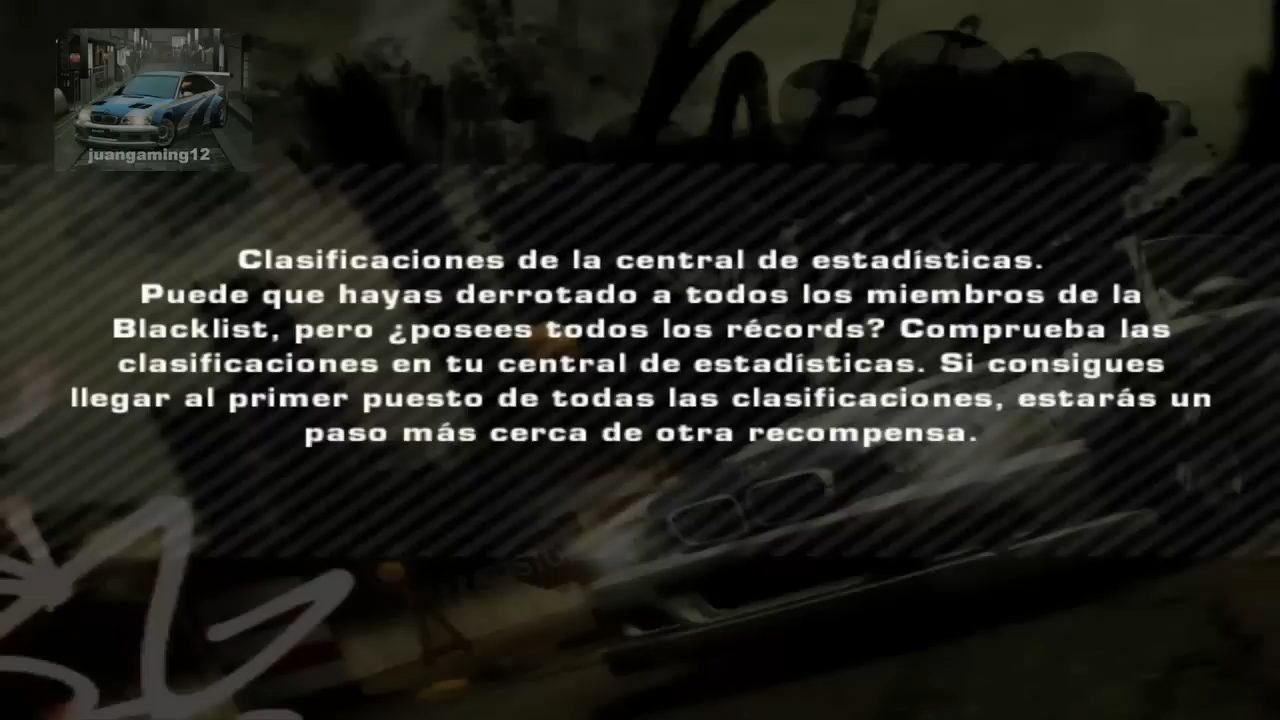 juangaming12
Clasificaciones de la central de estadísticas.
Puede que hayas derrotado a todos los miembros de la
Blacklist, pero ¿posees todos los récords? Comprueba las
clasificaciones en tu central de estadísticas. Si consigues
llegar al primer puesto de todas las clasificaciones, estarás un
paso más cerca de otra recompensa.